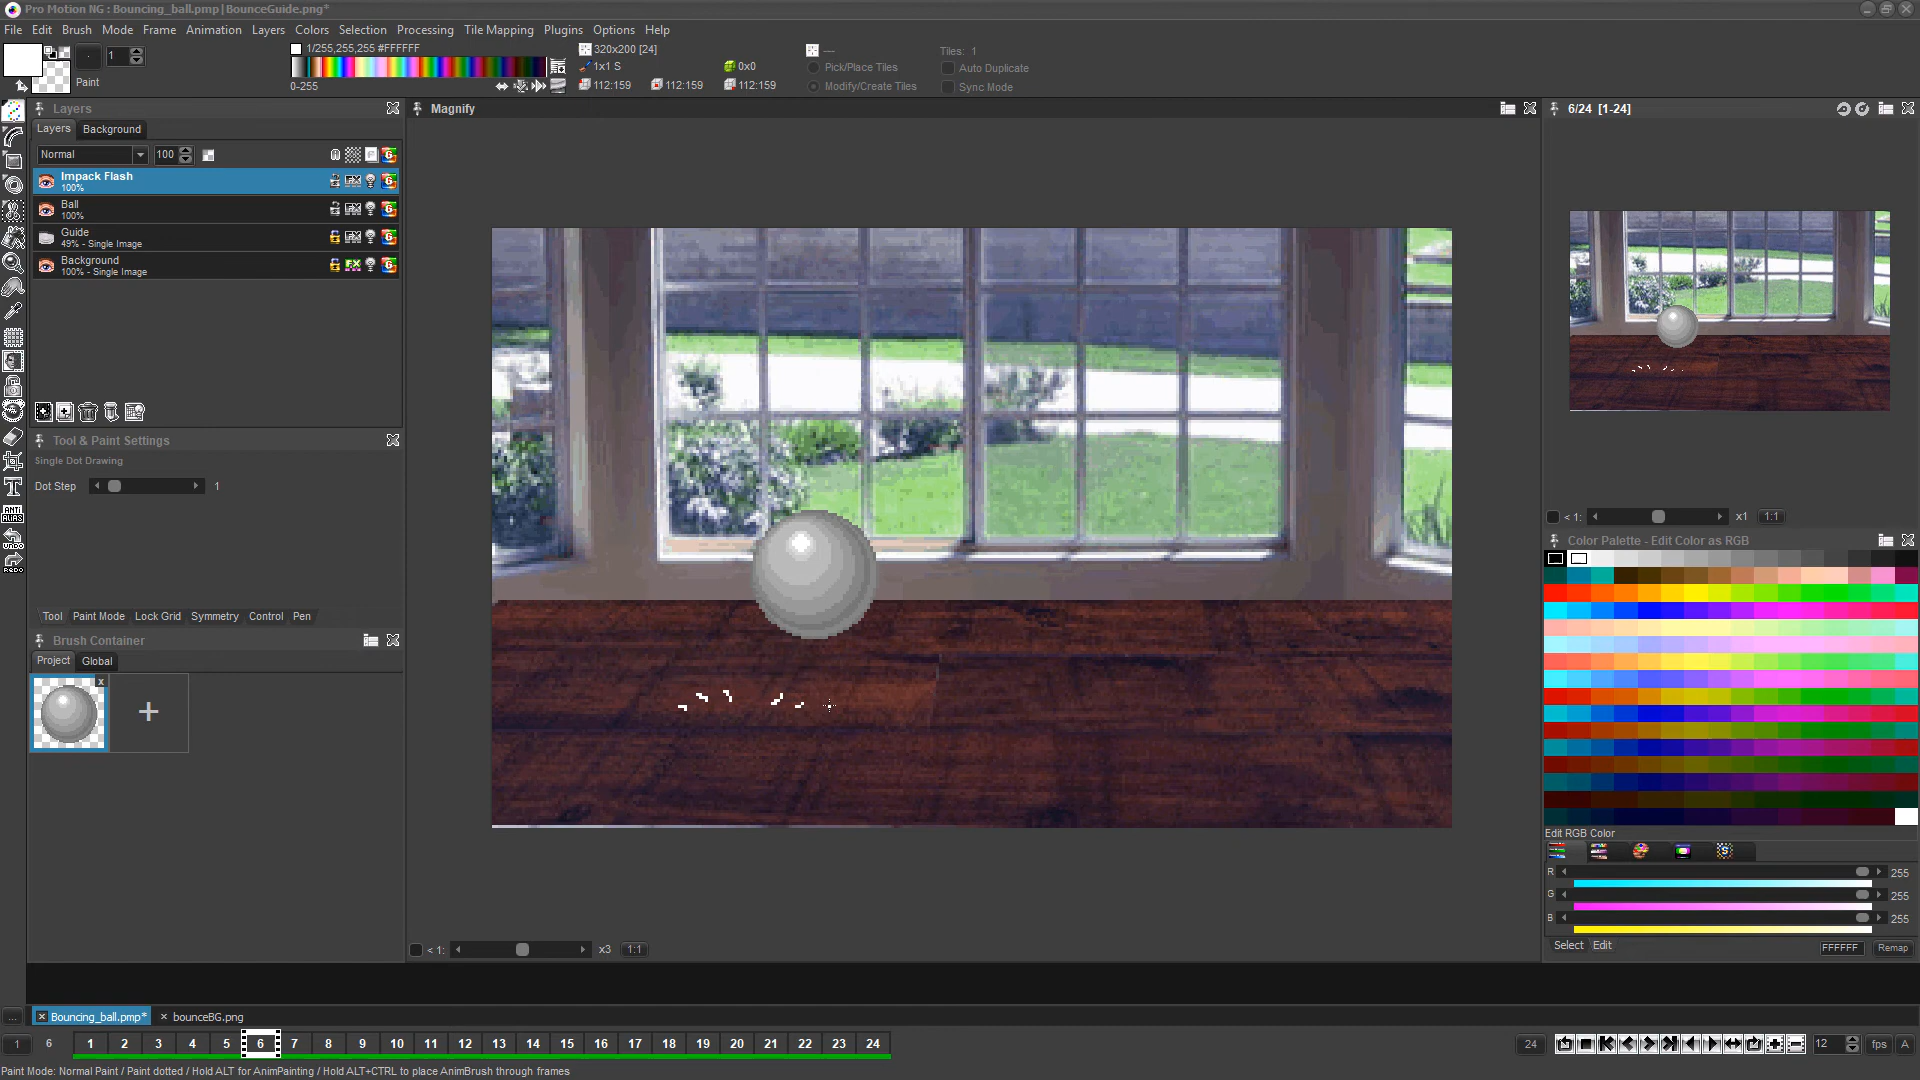 Pro Motion NG : Bouncing_ball.pmp|BounceGuide.png*
File Edit Brush Mode Frame Animation Layers Colors Selection Processing Tile Mapping Plugins Options Help
1 Paint
1/255,255,255 #FFFFFF
0-255
320x200 [24]
1x1 S 0x0
112:159 112:159 112:159
---
Pick/Place Tiles
Modify/Create Tiles
Tiles: 1
Auto Duplicate
Sync Mode
Layers
Layers Background
Normal 100
Impack Flash
100%
Ball
100%
Guide
49% - Single Image
Background
100% - Single Image
Tool & Paint Settings
Single Dot Drawing
Dot Step 1
Tool Paint Mode Lock Grid Symmetry Control Pen
Brush Container
Project Global
x
+
ANTI
ALIAS
UNDO
REDO
Magnify
< 1: x3 1:1
6/24 [1-24]
< 1: x1 1:1
Color Palette - Edit Color as RGB
Edit RGB Color
R 255
G 255
B 255
Select Edit FFFFFF Remap
... Bouncing_ball.pmp* bounceBG.png
1 6 1 2 3 4 5 6 7 8 9 10 11 12 13 14 15 16 17 18 19 20 21 22 23 24 24 12 fps A
Paint Mode: Normal Paint / Paint dotted / Hold ALT for AnimPainting / Hold ALT+CTRL to place AnimBrush through frames